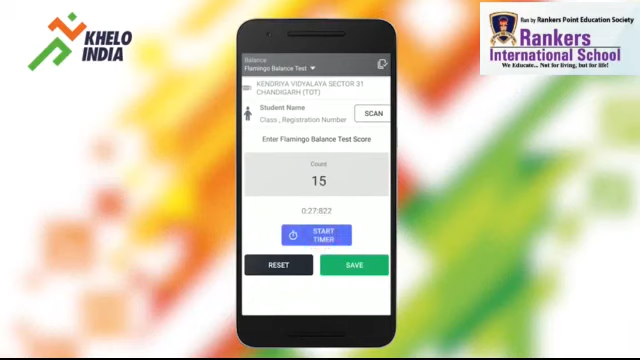 KHELO
INDIA
Run by Rankers Point Education Society
Rankers
International School
We Educate... Not for living, but for life!
Balance
Flamingo Balance Test
KENDRIYA VIDYALAYA SECTOR 31
CHANDIGARH (TOT)
Student Name
Class , Registration Number
SCAN
Enter Flamingo Balance Test Score
Count
15
0:27:822
START
TIMER
RESET
SAVE